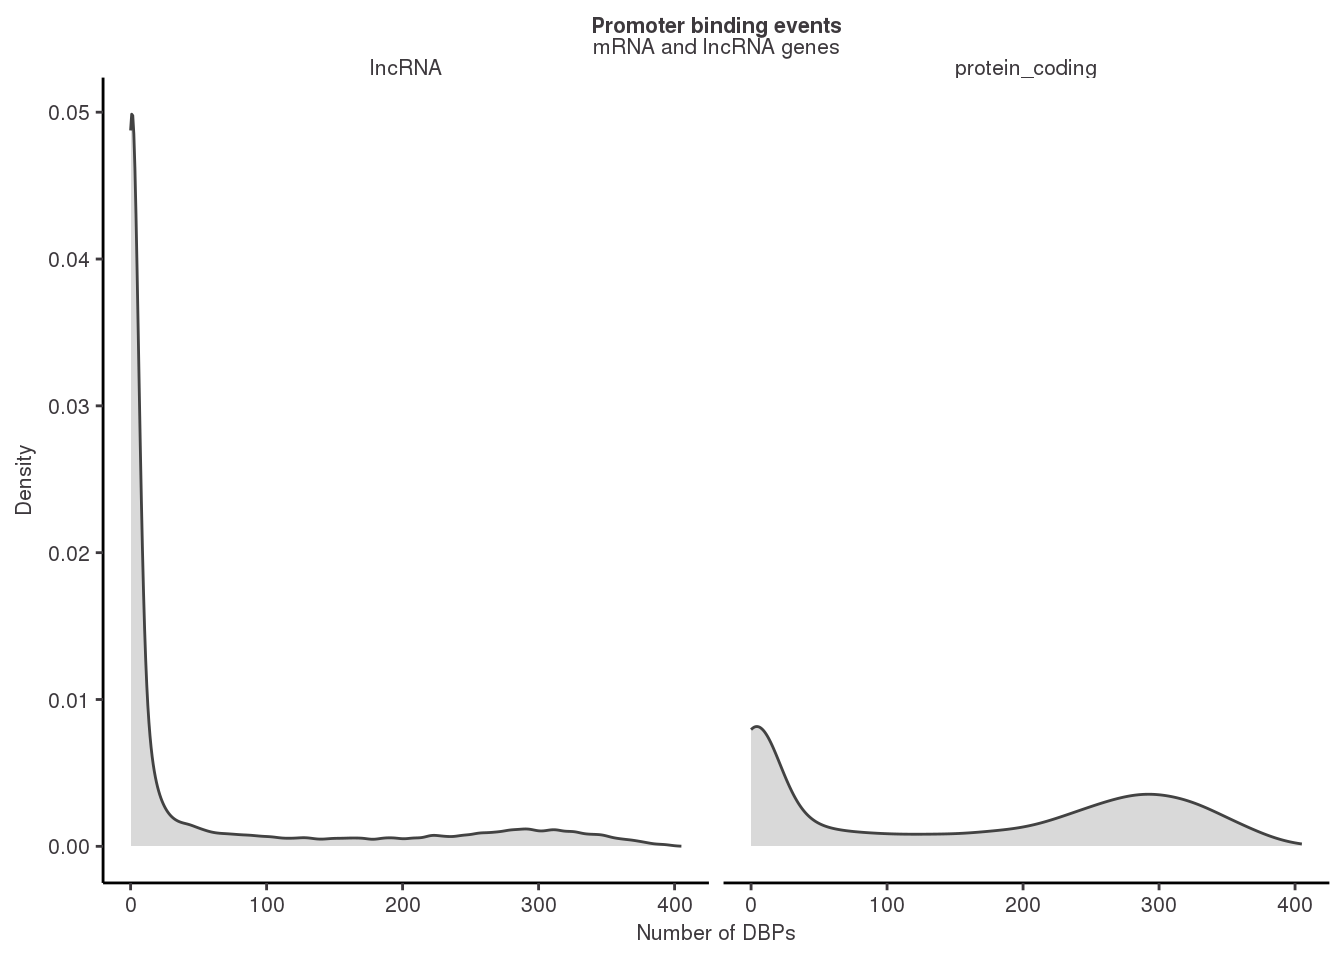 Promoter binding events
mRNA and lncRNA genes
lncRNA
protein_coding
0.05
0.04
0.03
0.02
0.01
0.00
Density
0 100 200 300 400
0 100 200 300 400
Number of DBPs